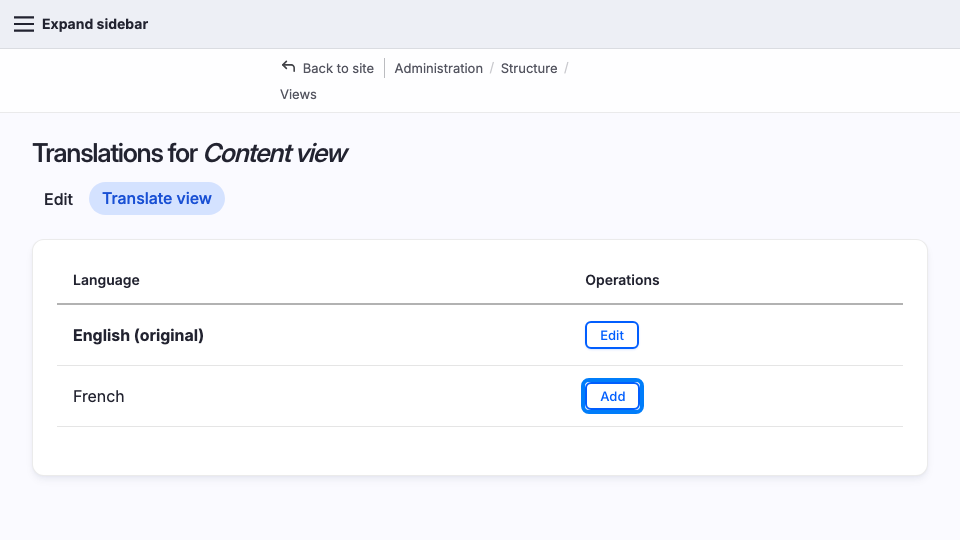 Expand sidebar
Back to site Administration / Structure /
Views
Translations for Content view
Edit Translate view
Language Operations
English (original) Edit
French Add